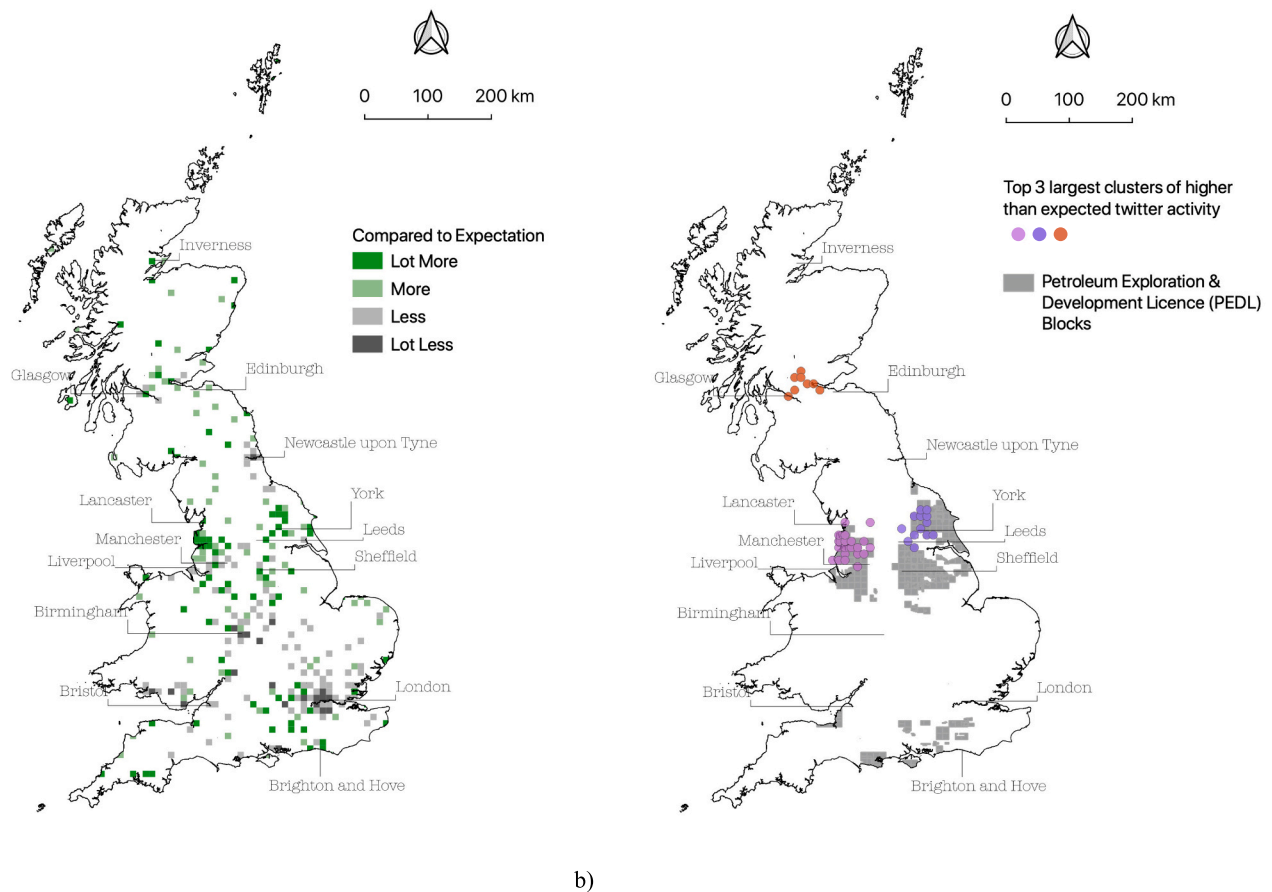 0 100 200 km
Compared to Expectation
Lot More
More
Less
Lot Less
Inverness
Glasgow
Edinburgh
Newcastle upon Tyne
Lancaster
York
Manchester
Leeds
Liverpool
Sheffield
Birmingham
Bristol
London
Brighton and Hove
0 100 200 km
Top 3 largest clusters of higher
than expected twitter activity
Petroleum Exploration &
Development Licence (PEDL)
Blocks
Inverness
Glasgow
Edinburgh
Newcastle upon Tyne
Lancaster
York
Manchester
Leeds
Liverpool
Sheffield
Birmingham
Bristol
London
Brighton and Hove
b)